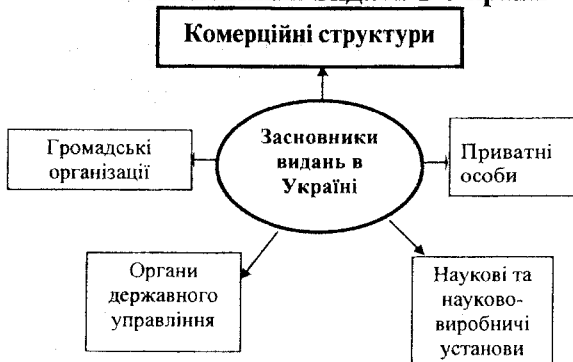 Комерційні структури
Засновники
видань в
Україні
Громадські
організації
Приватні
особи
Органи
державного
управління
Наукові та
науково-
виробничі
установи